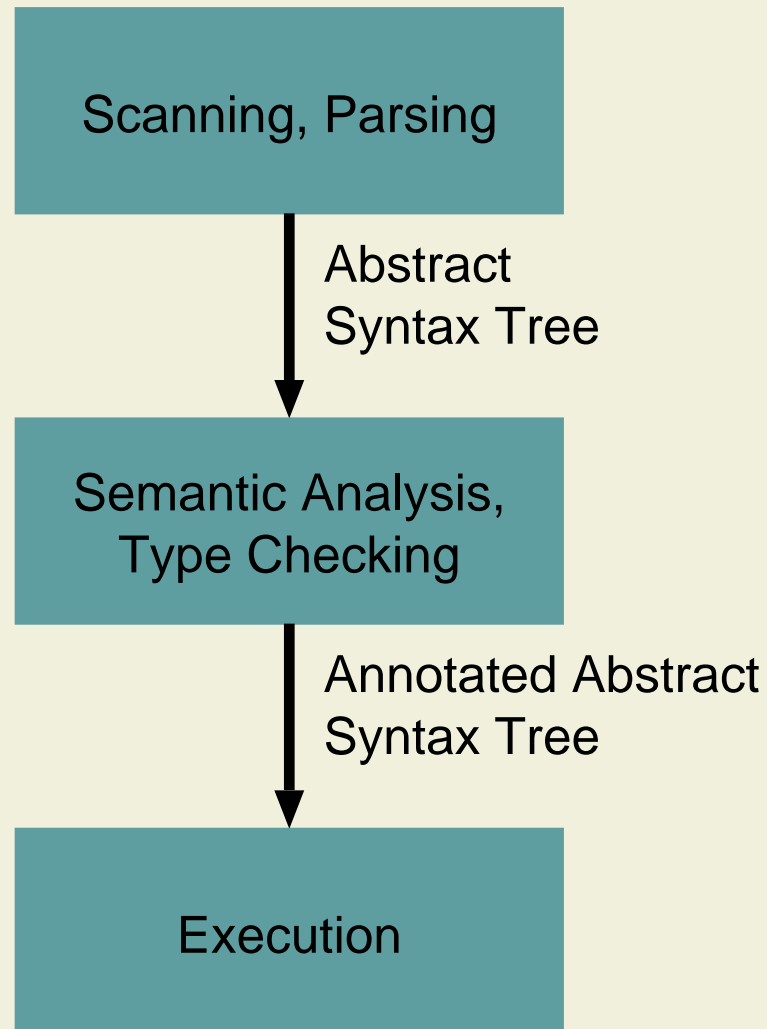 Scanning, Parsing
Abstract
Syntax Tree
Semantic Analysis,
Type Checking
Annotated Abstract
Syntax Tree
Execution